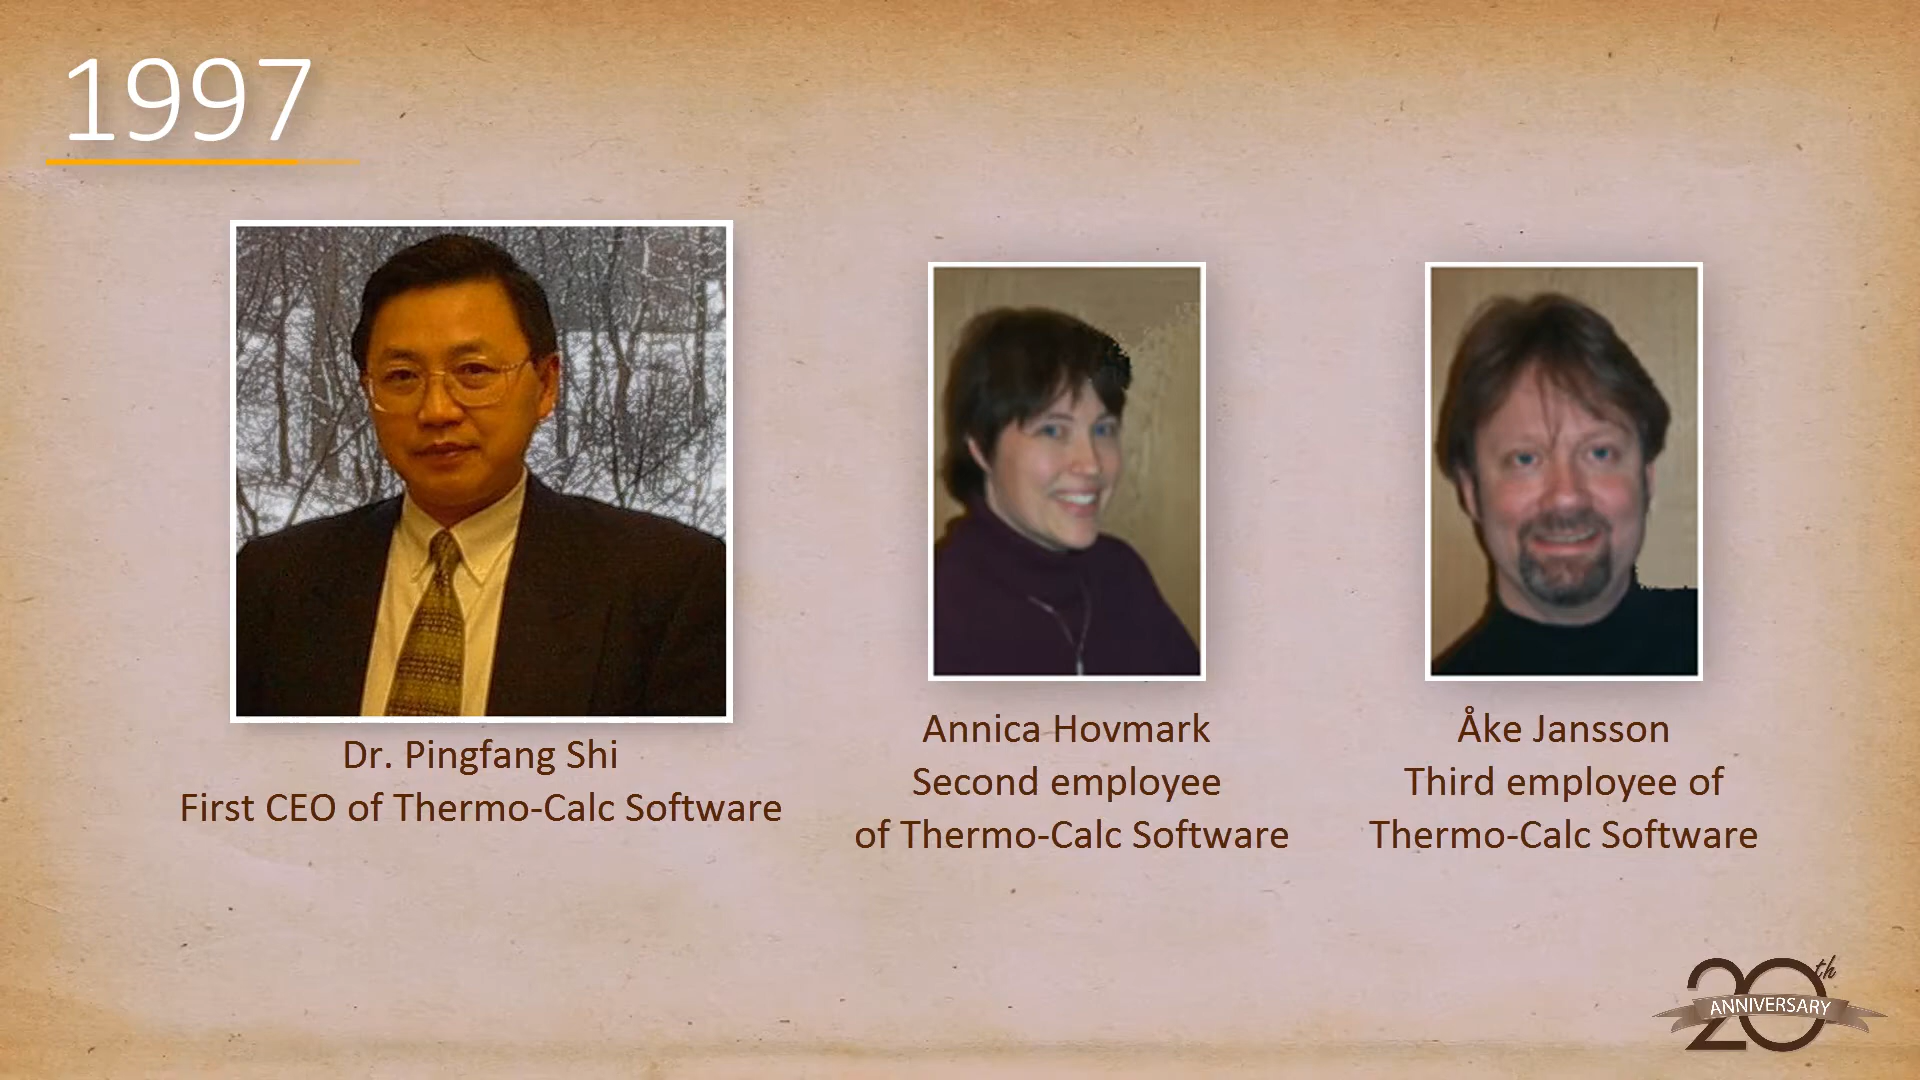 1997
Dr. Pingfang Shi
First CEO of Thermo-Calc Software
Annica Hovmark
Second employee
of Thermo-Calc Software
Åke Jansson
Third employee of
Thermo-Calc Software
20th
ANNIVERSARY